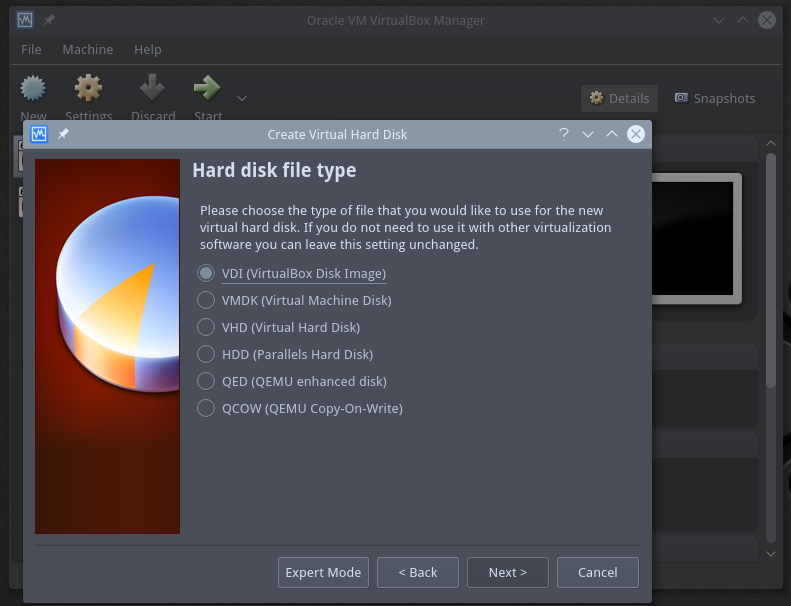 Oracle VM VirtualBox Manager
File Machine Help
New Settings Discard Start Details Snapshots
Create Virtual Hard Disk
Hard disk file type
Please choose the type of file that you would like to use for the new
virtual hard disk. If you do not need to use it with other virtualization
software you can leave this setting unchanged.
VDI (VirtualBox Disk Image)
VMDK (Virtual Machine Disk)
VHD (Virtual Hard Disk)
HDD (Parallels Hard Disk)
QED (QEMU enhanced disk)
QCOW (QEMU Copy-On-Write)
Expert Mode < Back Next > Cancel